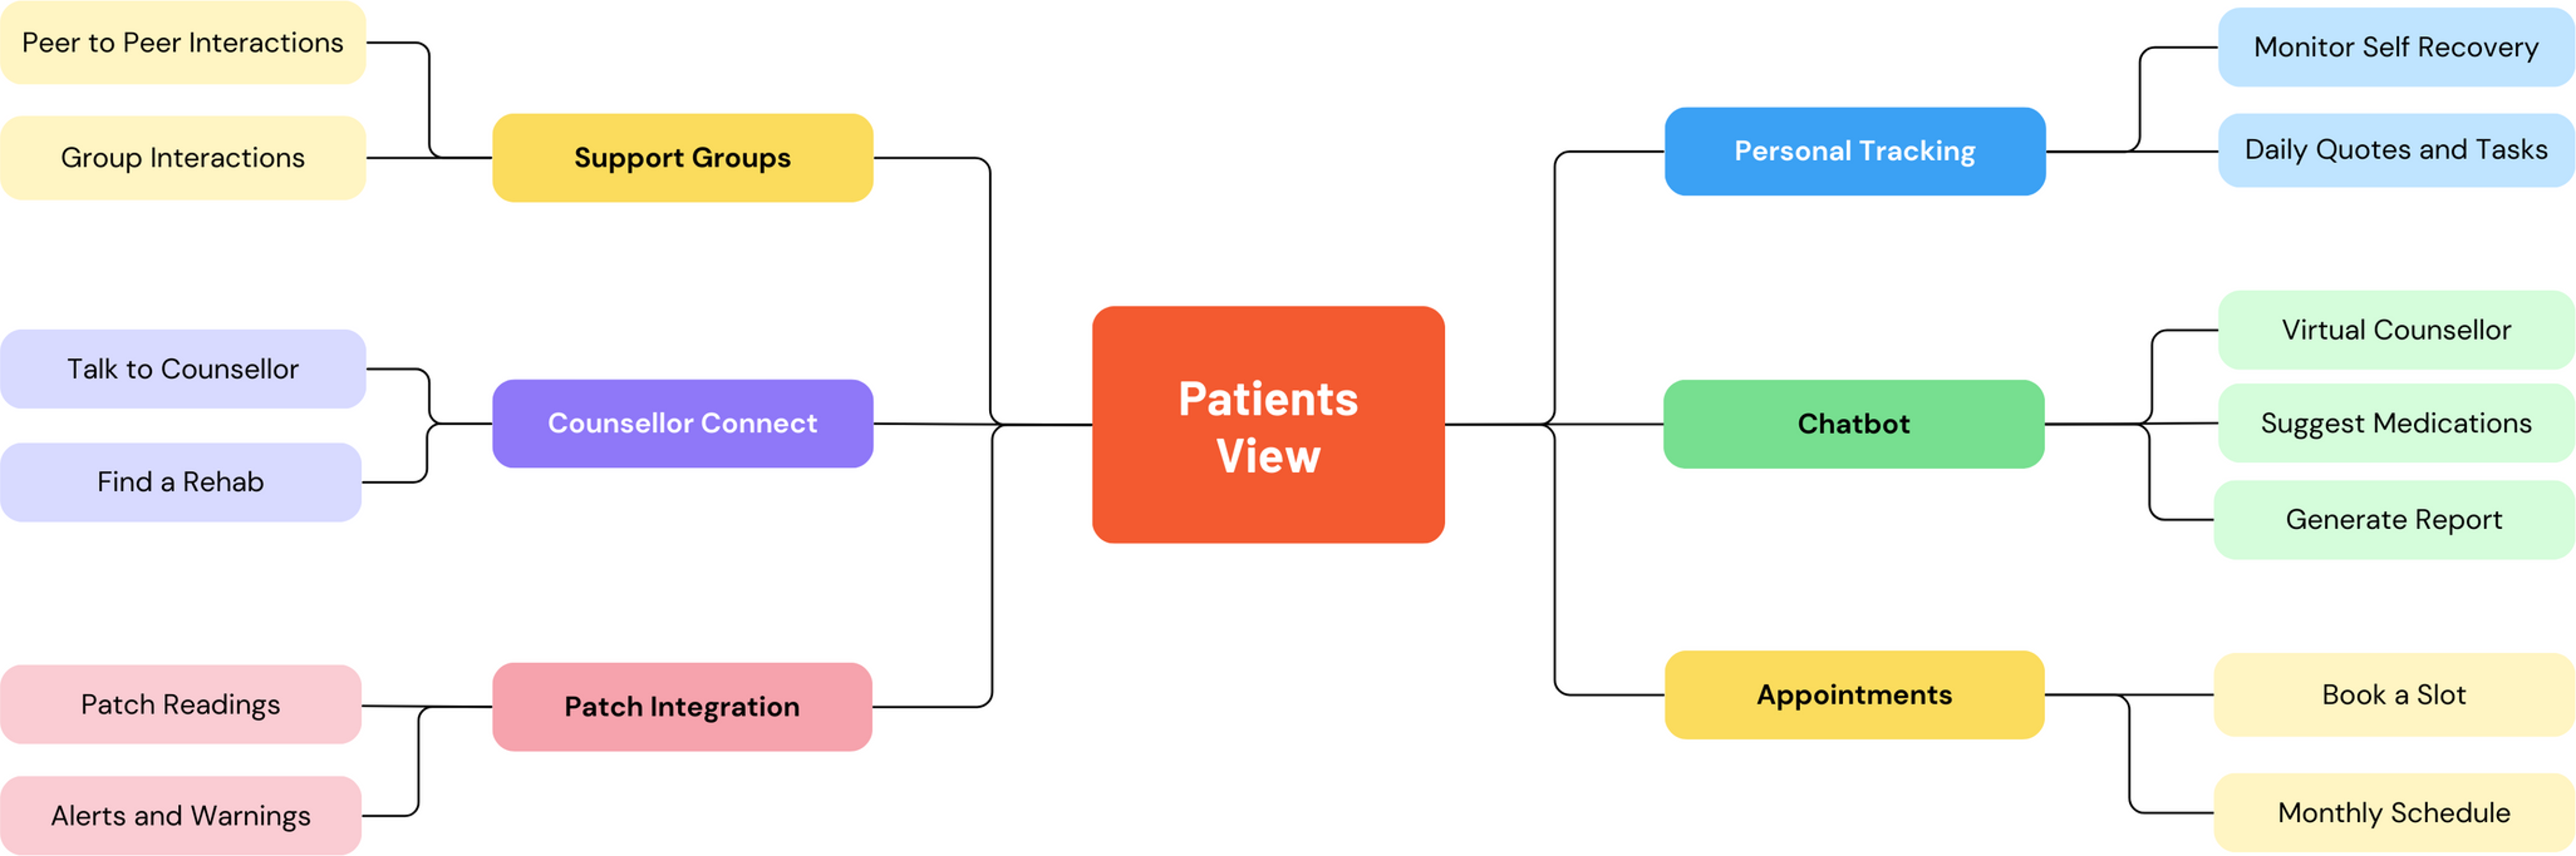 Peer to Peer Interactions
Group Interactions
Support Groups
Talk to Counsellor
Find a Rehab
Counsellor Connect
Patch Readings
Alerts and Warnings
Patch Integration
Patients
View
Personal Tracking
Monitor Self Recovery
Daily Quotes and Tasks
Chatbot
Virtual Counsellor
Suggest Medications
Generate Report
Appointments
Book a Slot
Monthly Schedule